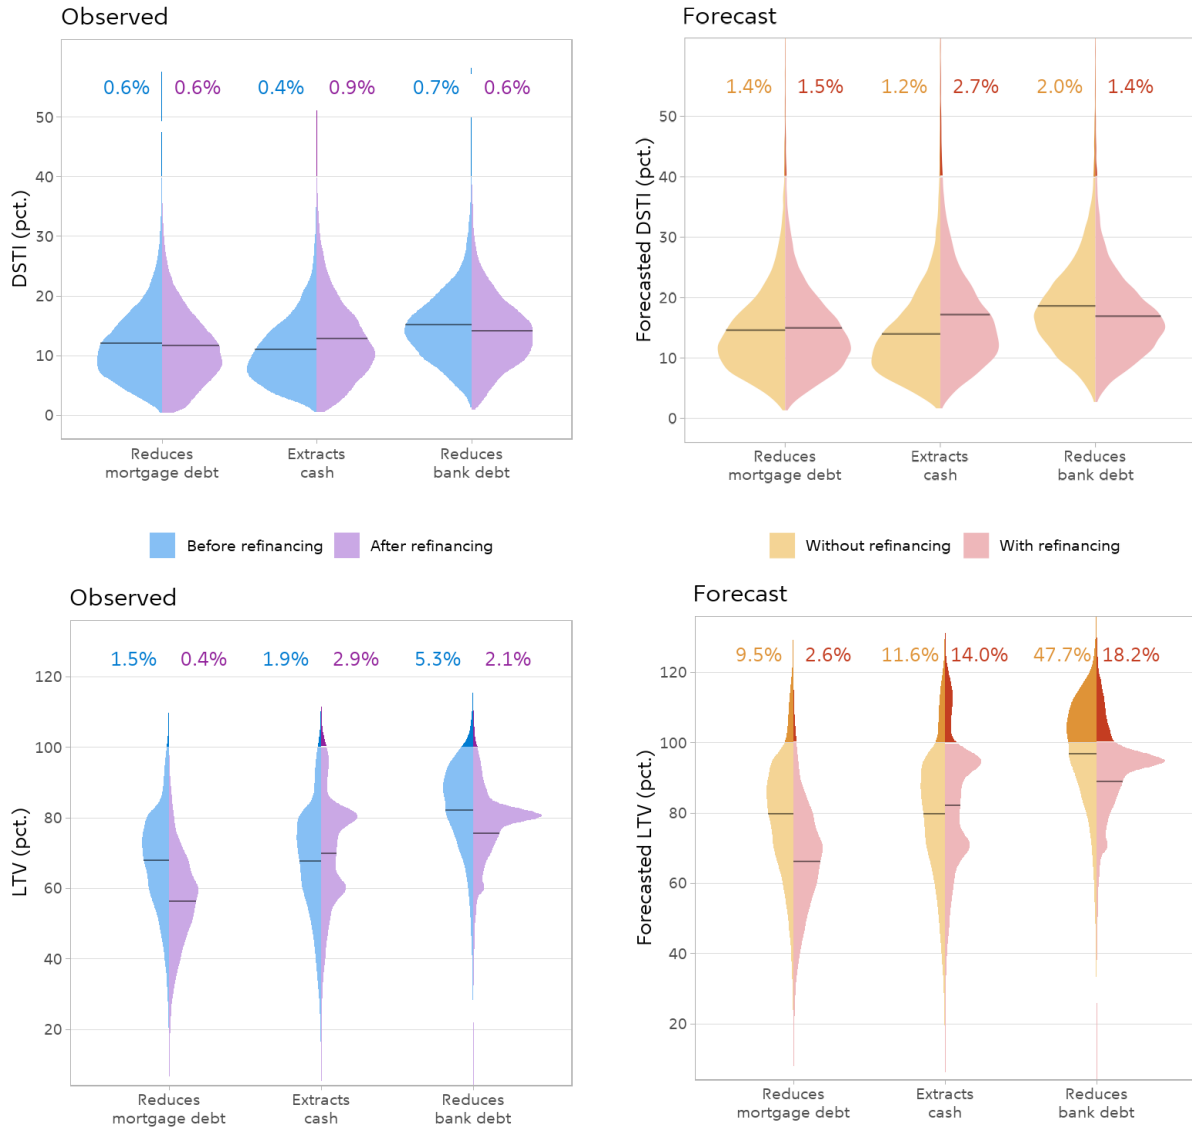 Observed
0.6% 0.6% 0.4% 0.9% 0.7% 0.6%
DSTI (pct.)
50
40
30
20
10
0
Reduces
mortgage debt
Extracts
cash
Reduces
bank debt
Before refinancing After refinancing
Forecast
1.4% 1.5% 1.2% 2.7% 2.0% 1.4%
Forecasted DSTI (pct.)
50
40
30
20
10
0
Reduces
mortgage debt
Extracts
cash
Reduces
bank debt
Without refinancing With refinancing
Observed
1.5% 0.4% 1.9% 2.9% 5.3% 2.1%
LTV (pct.)
120
100
80
60
40
20
Reduces
mortgage debt
Extracts
cash
Reduces
bank debt
Forecast
9.5% 2.6% 11.6% 14.0% 47.7% 18.2%
Forecasted LTV (pct.)
120
100
80
60
40
20
Reduces
mortgage debt
Extracts
cash
Reduces
bank debt